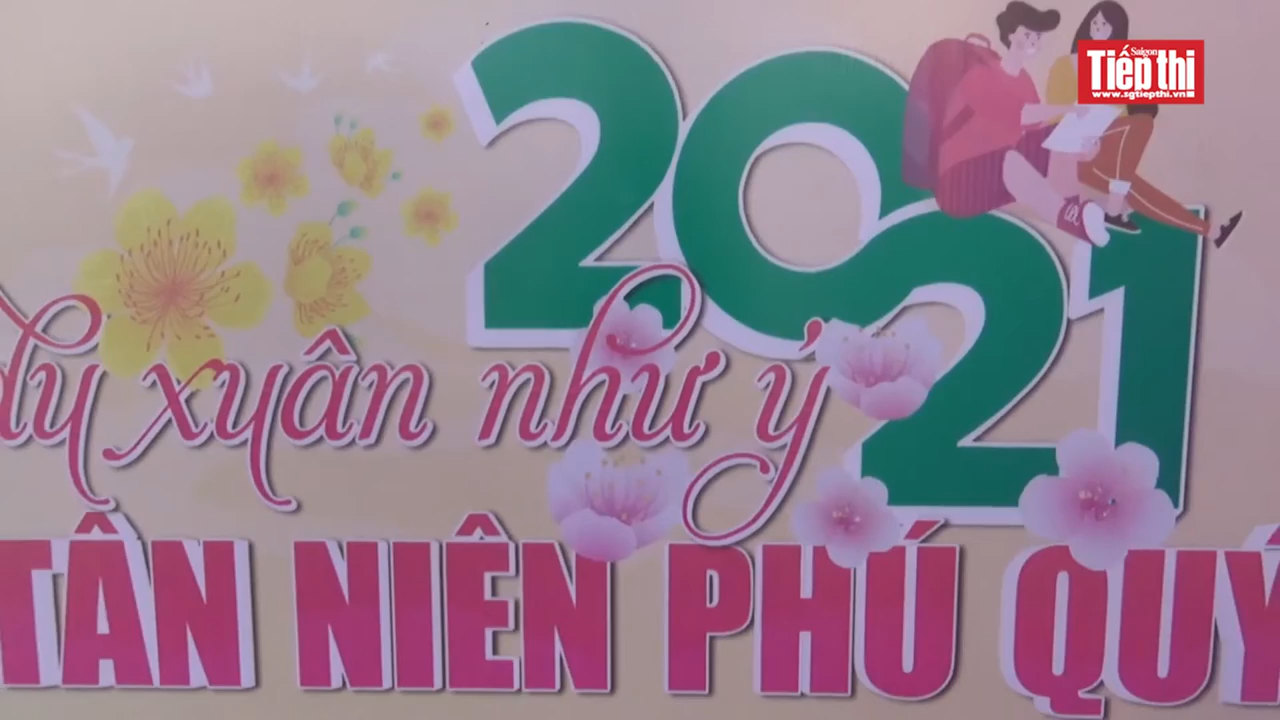 Saigon
Tiếp thị
www.sgtiepthi.vn
2021
du xuân như ý
TÂN NIÊN PHÚ QUÝ